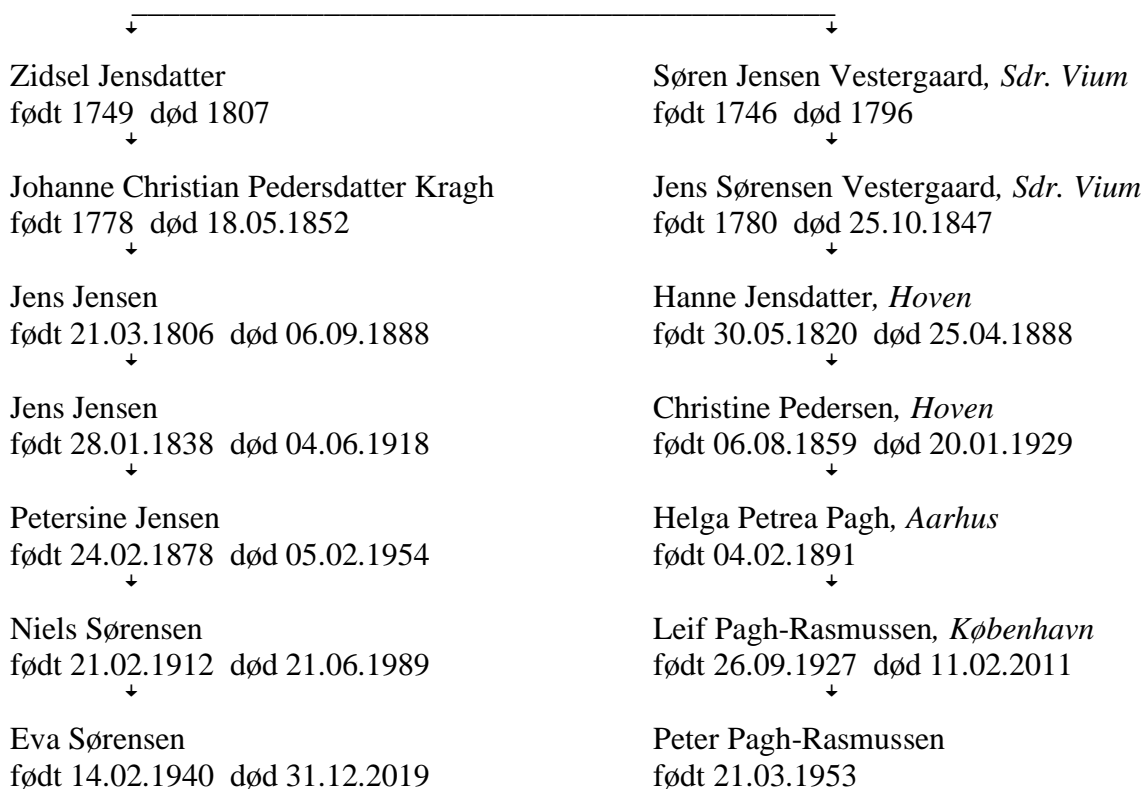 Zidsel Jensdatter
født 1749 død 1807
Johanne Christian Pedersdatter Kragh
født 1778 død 18.05.1852
Jens Jensen
født 21.03.1806 død 06.09.1888
Jens Jensen
født 28.01.1838 død 04.06.1918
Petersine Jensen
født 24.02.1878 død 05.02.1954
Niels Sørensen
født 21.02.1912 død 21.06.1989
Eva Sørensen
født 14.02.1940 død 31.12.2019
Søren Jensen Vestergaard, Sdr. Vium
født 1746 død 1796
Jens Sørensen Vestergaard, Sdr. Vium
født 1780 død 25.10.1847
Hanne Jensdatter, Hoven
født 30.05.1820 død 25.04.1888
Christine Pedersen, Hoven
født 06.08.1859 død 20.01.1929
Helga Petrea Pagh, Aarhus
født 04.02.1891
Leif Pagh-Rasmussen, København
født 26.09.1927 død 11.02.2011
Peter Pagh-Rasmussen
født 21.03.1953